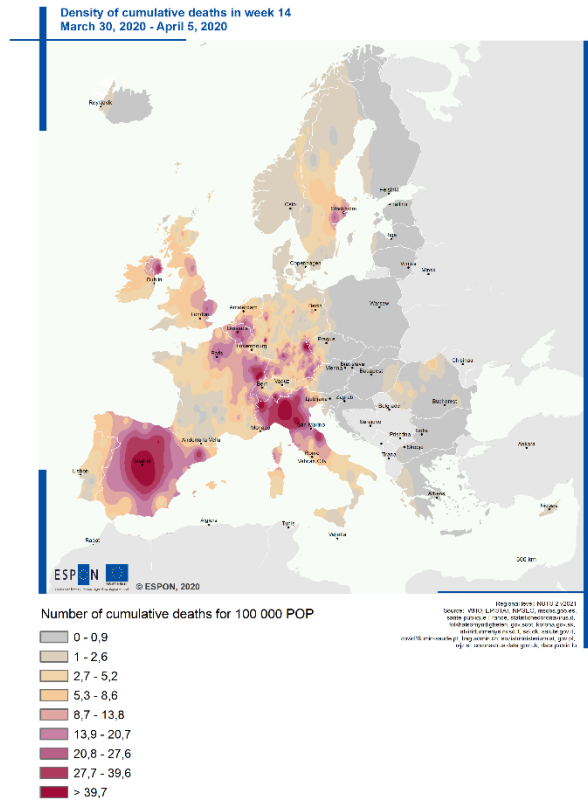 Density of cumulative deaths in week 14
March 30, 2020 - April 5, 2020
Reykjavik
Helsinki
Oslo
Stockholm
Tallinn
Riga
Copenhagen
Vilnius
Minsk
Dublin
Berlin
Warsaw
Amsterdam
London
Brussels
Luxembourg
Prague
Paris
Bratislava
Vienna
Budapest
Chisinau
Vaduz
Bern
Ljubljana
Zagreb
Belgrade
Bucharest
Monaco
San Marino
Sarajevo
Andorra la Vella
Pristina
Sofia
Skopje
Rome
Vatican City
Tirana
Madrid
Lisbon
Ankara
Athens
Algiers
Tunis
Nicosia
Valletta
Rabat
500 km
ESPON
© ESPON, 2020
Regional level: NUTS 2 v2021
Number of cumulative deaths for 100 000 POP
0 - 0,9
1 - 2,6
2,7 - 5,2
5,3 - 8,6
8,7 - 13,8
13,9 - 20,7
20,8 - 27,6
27,7 - 39,6
> 39,7